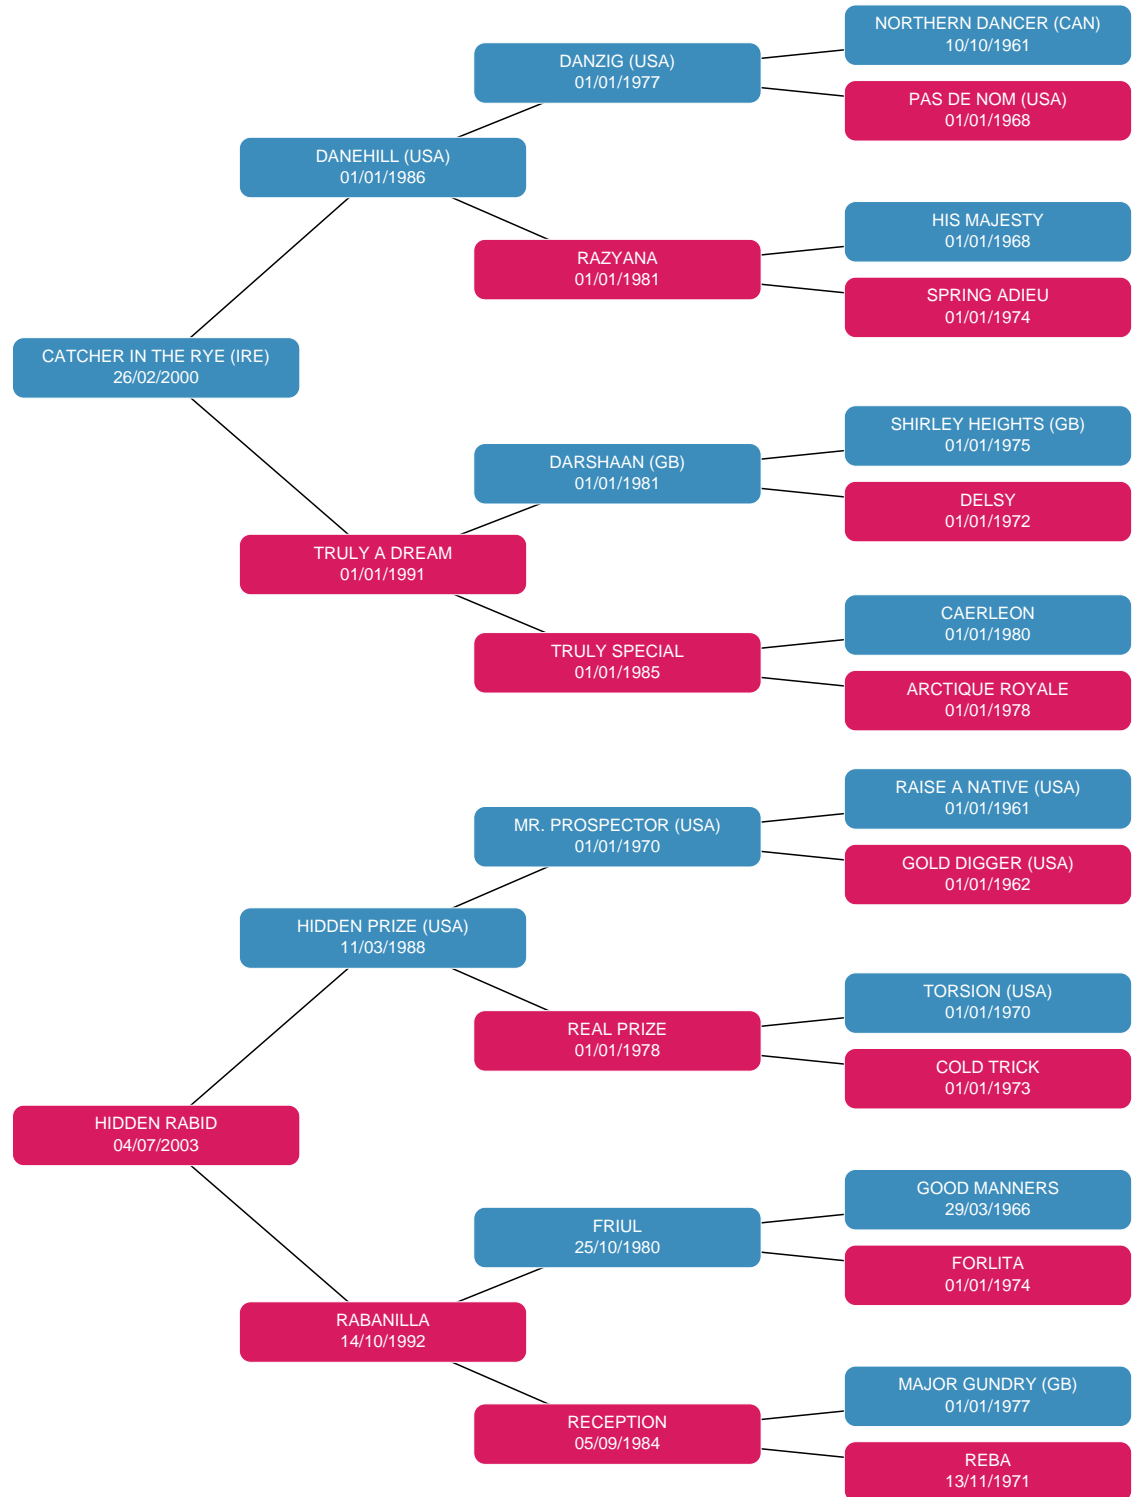 NORTHERN DANCER (CAN)
10/10/1961
DANZIG (USA)
01/01/1977
PAS DE NOM (USA)
01/01/1968
DANEHILL (USA)
01/01/1986
HIS MAJESTY
01/01/1968
RAZYANA
01/01/1981
SPRING ADIEU
01/01/1974
CATCHER IN THE RYE (IRE)
26/02/2000
SHIRLEY HEIGHTS (GB)
01/01/1975
DARSHAAN (GB)
01/01/1981
DELSY
01/01/1972
TRULY A DREAM
01/01/1991
CAERLEON
01/01/1980
TRULY SPECIAL
01/01/1985
ARCTIQUE ROYALE
01/01/1978
RAISE A NATIVE (USA)
01/01/1961
MR. PROSPECTOR (USA)
01/01/1970
GOLD DIGGER (USA)
01/01/1962
HIDDEN PRIZE (USA)
11/03/1988
TORSION (USA)
01/01/1970
REAL PRIZE
01/01/1978
COLD TRICK
01/01/1973
HIDDEN RABID
04/07/2003
GOOD MANNERS
29/03/1966
FRIUL
25/10/1980
FORLITA
01/01/1974
RABANILLA
14/10/1992
MAJOR GUNDRY (GB)
01/01/1977
RECEPTION
05/09/1984
REBA
13/11/1971